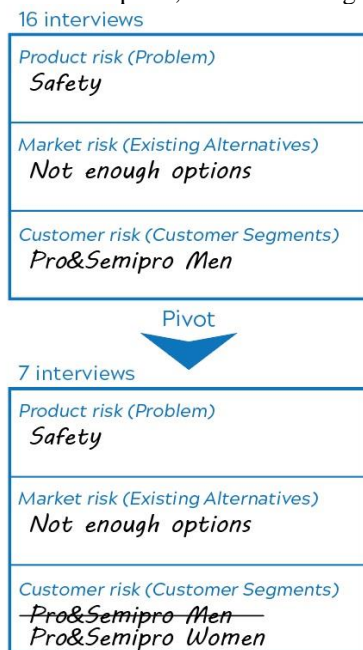 16 interviews
Product risk (Problem)
Safety
Market risk (Existing Alternatives)
Not enough options
Customer risk (Customer Segments)
Pro&Semipro Men
Pivot
7 interviews
Product risk (Problem)
Safety
Market risk (Existing Alternatives)
Not enough options
Customer risk (Customer Segments)
Pro&Semipro Men
Pro&Semipro Women